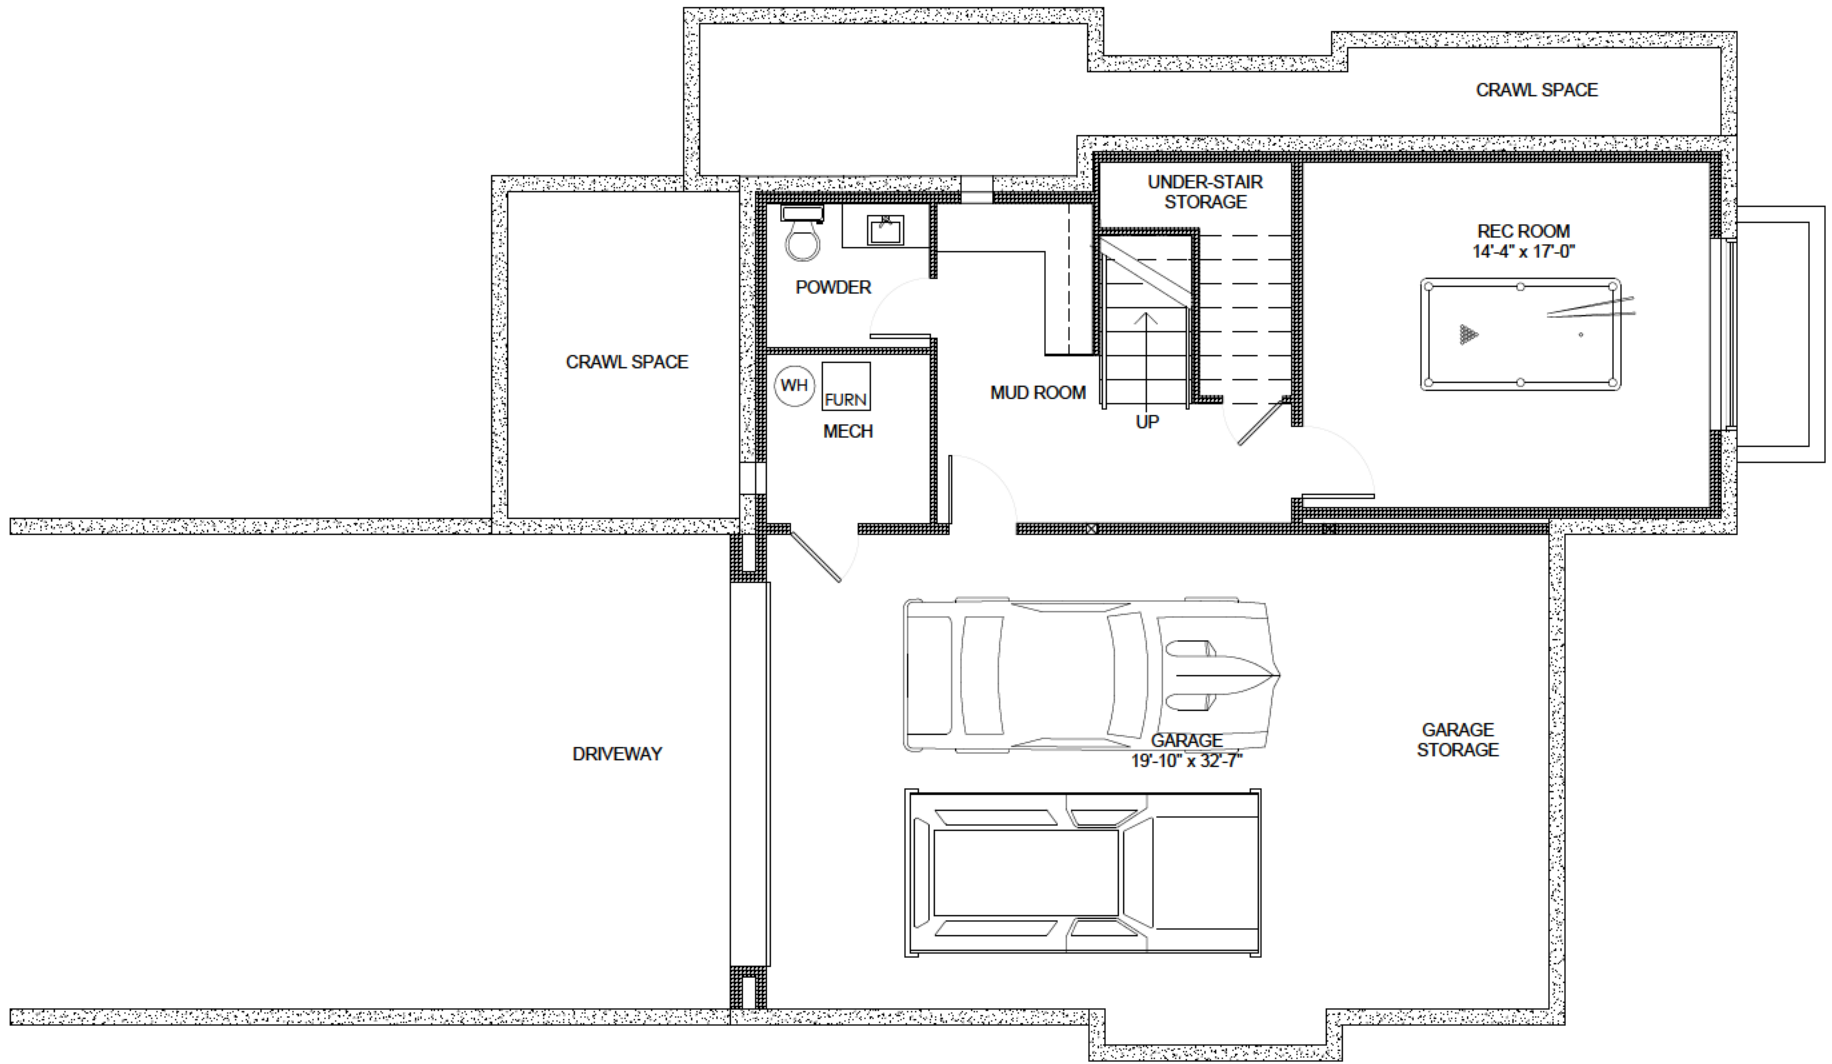 CRAWL SPACE
UNDER-STAIR
STORAGE
REC ROOM
14'-4" x 17'-0"
POWDER
CRAWL SPACE
WH
FURN
MECH
MUD ROOM
UP
GARAGE
19'-10" x 32'-7"
GARAGE
STORAGE
DRIVEWAY